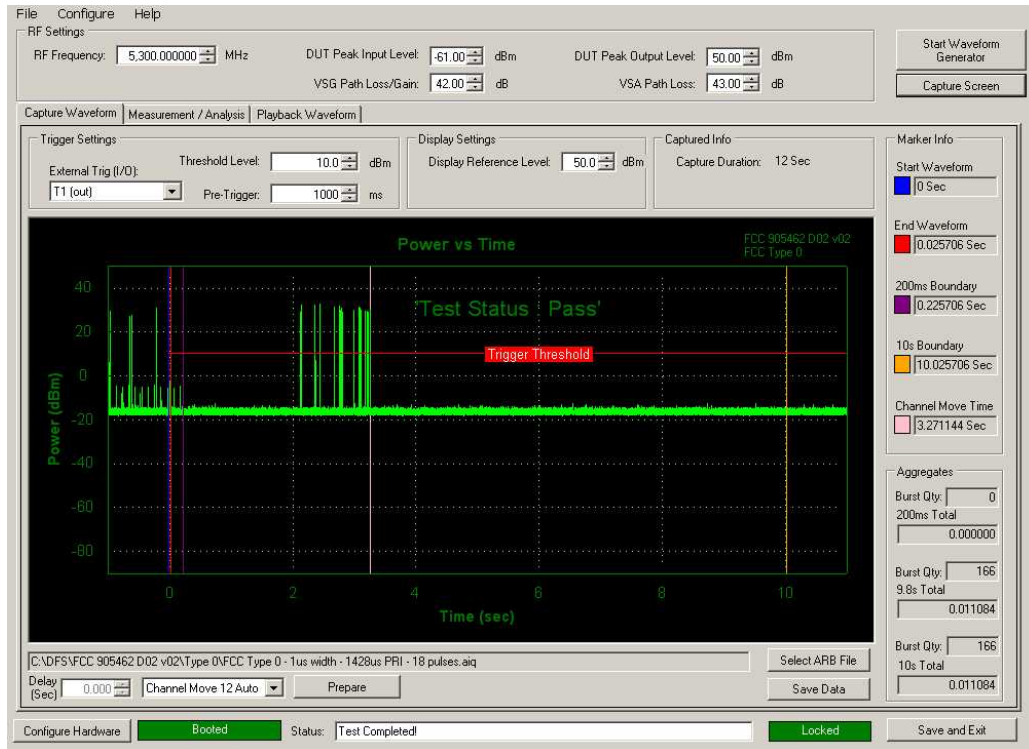 File Configure Help
RF Settings
RF Frequency: 5,300.000000 MHz
DUT Peak Input Level: -61.00 dBm
DUT Peak Output Level: 50.00 dBm
VSG Path Loss/Gain: 42.00 dB
VSA Path Loss: 43.00 dB
Start Waveform
Generator
Capture Screen
Capture Waveform Measurement / Analysis Playback Waveform
Trigger Settings
External Trig (I/O):
T1 (out)
Threshold Level: 10.0 dBm
Pre-Trigger: 1000 ms
Display Settings
Display Reference Level: 50.0 dBm
Captured Info
Capture Duration: 12 Sec
Power vs Time
FCC 905462 D02 v02
FCC Type 0
'Test Status : Pass'
Trigger Threshold
40
20
0
-20
-40
-60
-80
Power (dBm)
0 2 4 6 8 10
Time (sec)
Marker Info
Start Waveform
0 Sec
End Waveform
0.025706 Sec
200ms Boundary
0.225706 Sec
10s Boundary
10.025706 Sec
Channel Move Time
3.271144 Sec
Aggregates
Burst Qty: 0
200ms Total
0.000000
Burst Qty: 166
9.8s Total
0.011084
Burst Qty: 166
10s Total
0.011084
C:\DFS\FCC 905462 D02 v02\Type 0\FCC Type 0 - 1us width - 1428us PRI - 18 pulses.aiq
Select ARB File
Delay
(Sec) 0.000 Channel Move 12 Auto Prepare
Save Data
Configure Hardware Booted Status: Test Completed! Locked Save and Exit